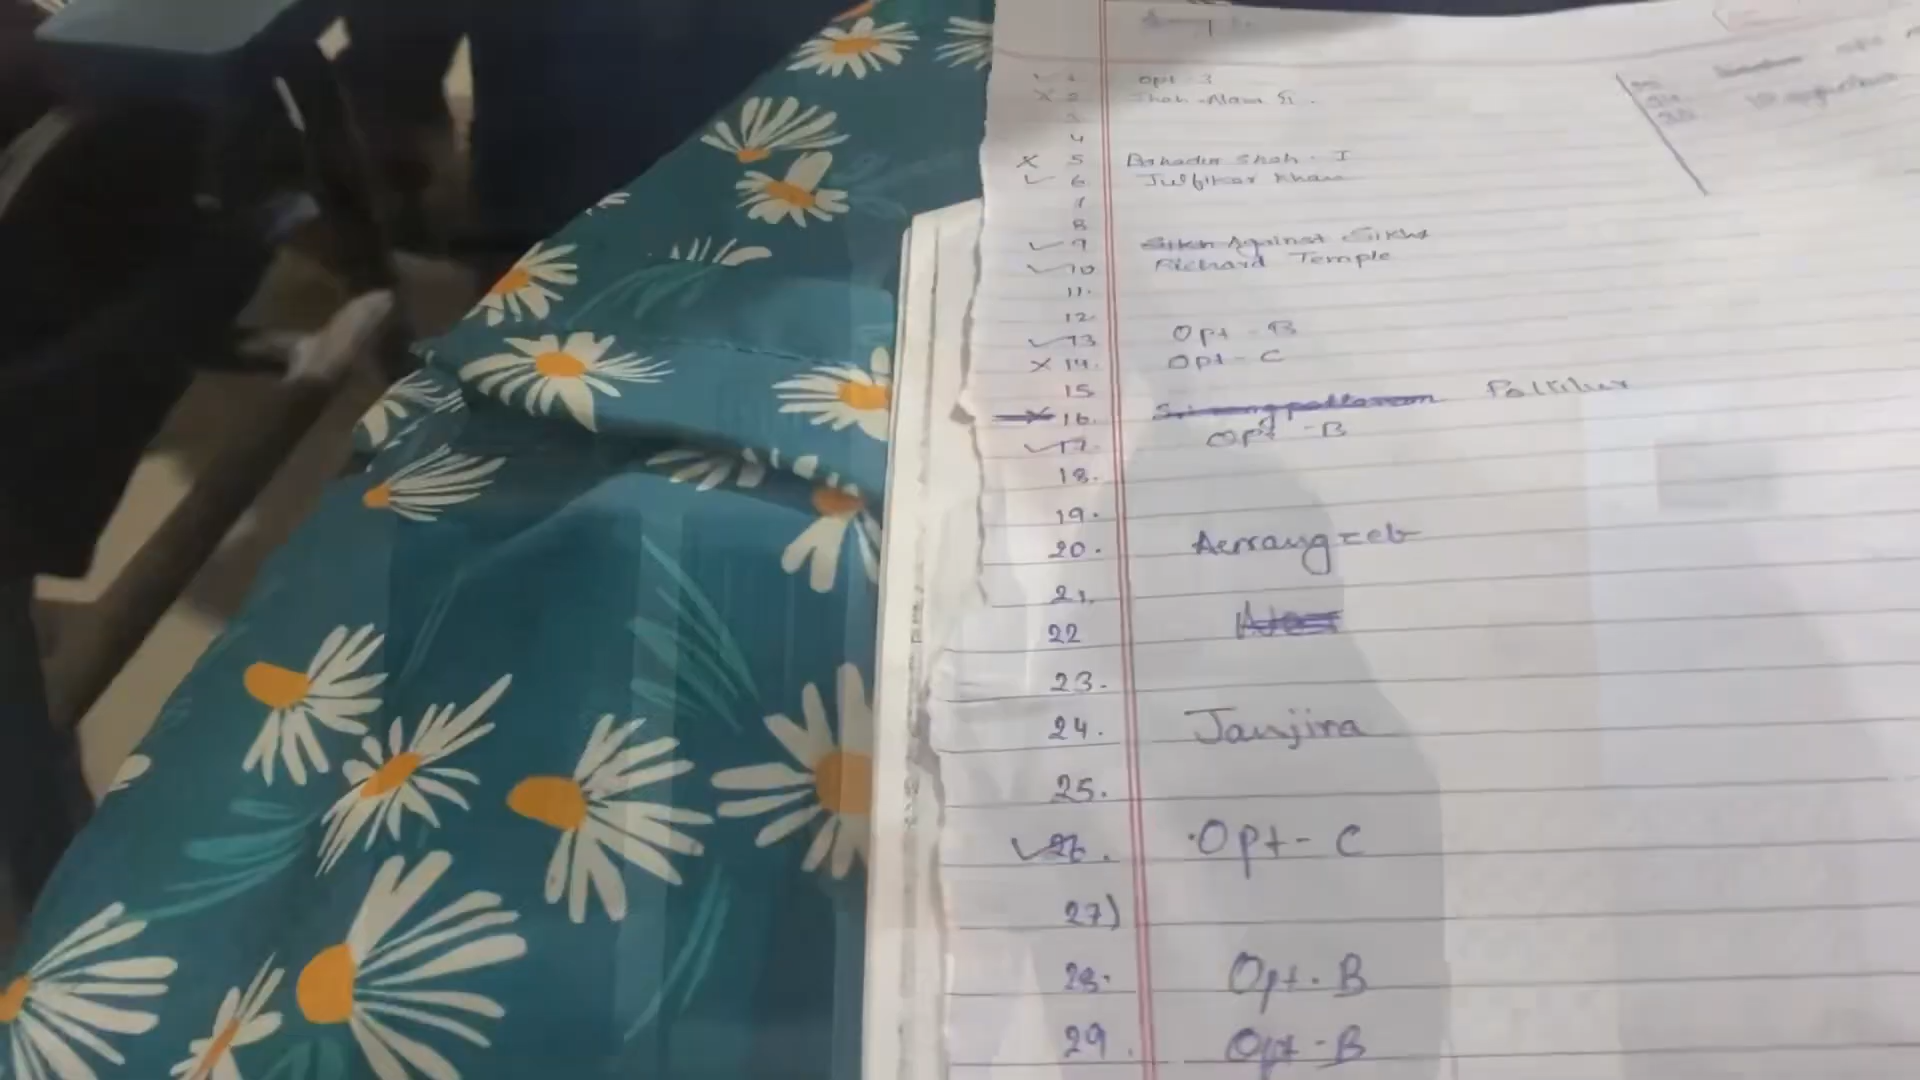 ✓ 1 Opt-3
X 2 Shah-Alam II.
3
4
X 5 Bahadur Shah-I
✓ 6 Julfikar Khan
7
8
✓ 9 Sikh Against Sikhs
✓ 10 Richard Temple
11.
12.
✓ 13 Opt-B
X 14. Opt-C
15
X 16.
✓ 17. Opt-B
18.
19.
20. Aerraugzeb
21.
22
23.
24. Janjira
25.
✓ 26. Opt-C
27)
28. Opt-B
29. Opt-B